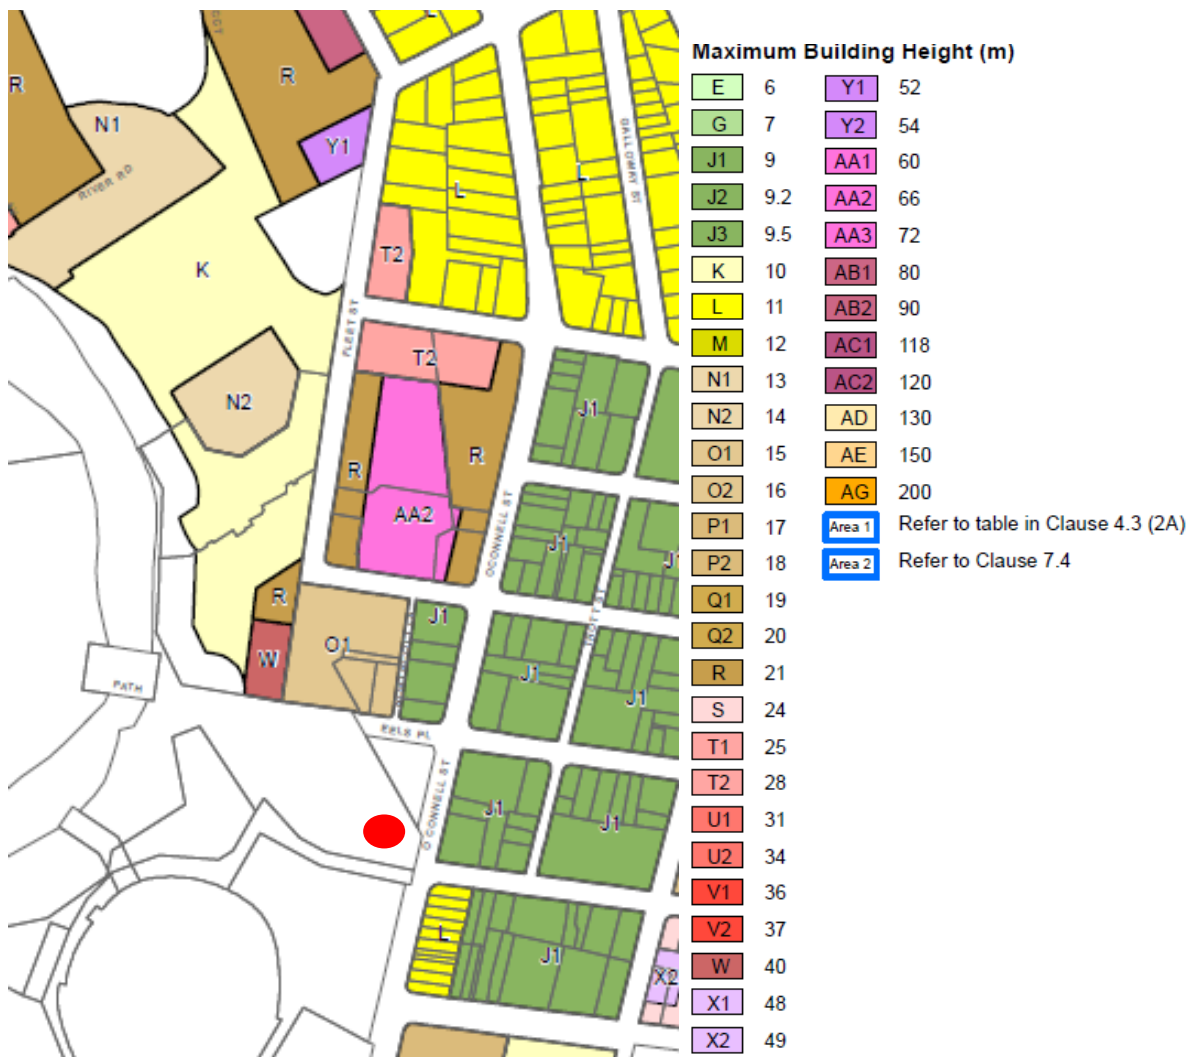 Maximum Building Height (m)
E 6
G 7
J1 9
J2 9.2
J3 9.5
K 10
L 11
M 12
N1 13
N2 14
O1 15
O2 16
P1 17
P2 18
Q1 19
Q2 20
R 21
S 24
T1 25
T2 28
U1 31
U2 34
V1 36
V2 37
W 40
X1 48
X2 49
Y1 52
Y2 54
AA1 60
AA2 66
AA3 72
AB1 80
AB2 90
AC1 118
AC2 120
AD 130
AE 150
AG 200
Area 1 Refer to table in Clause 4.3 (2A)
Area 2 Refer to Clause 7.4
L
R
R
N1
Y1
RIVER RD
L
L
K
T2
FLEET ST
T2
N2
J1
R
R
AA2
OCONNELL ST
J1
J
R
J1
O1
W
J1
J1
PATH
EELS PL
O'CONNELL ST
J1
J1
L
J1
X2